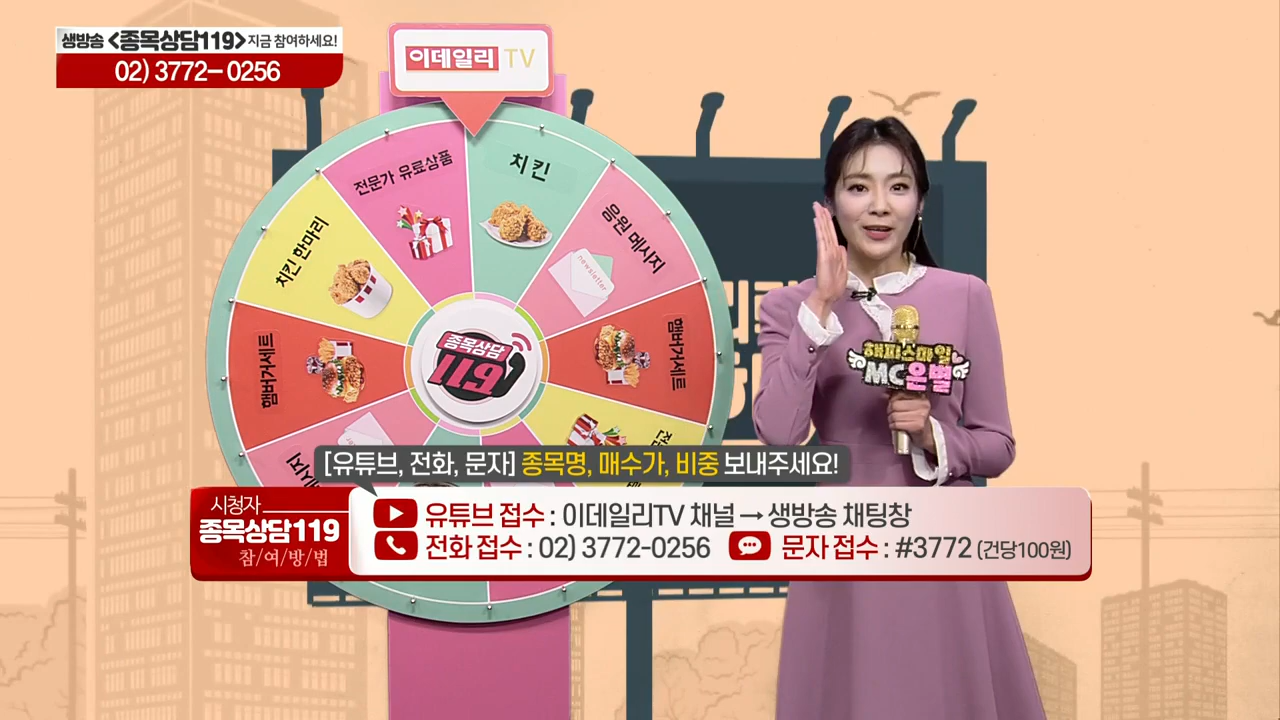 생방송 <종목상담119> 지금 참여하세요!
02) 3772-0256
이데일리 TV
전문가 유료상품
치킨
치킨 한마리
응원 메시지
newsletter
햄버거세트
햄버거세트
종목상담
119
해피스마일
MC은별
[유튜브, 전화, 문자] 종목명, 매수가, 비중 보내주세요!
시청자
종목상담119
참/여/방/법
유튜브 접수 : 이데일리TV 채널 → 생방송 채팅창
전화 접수 : 02) 3772-0256
문자 접수 : #3772 (건당100원)